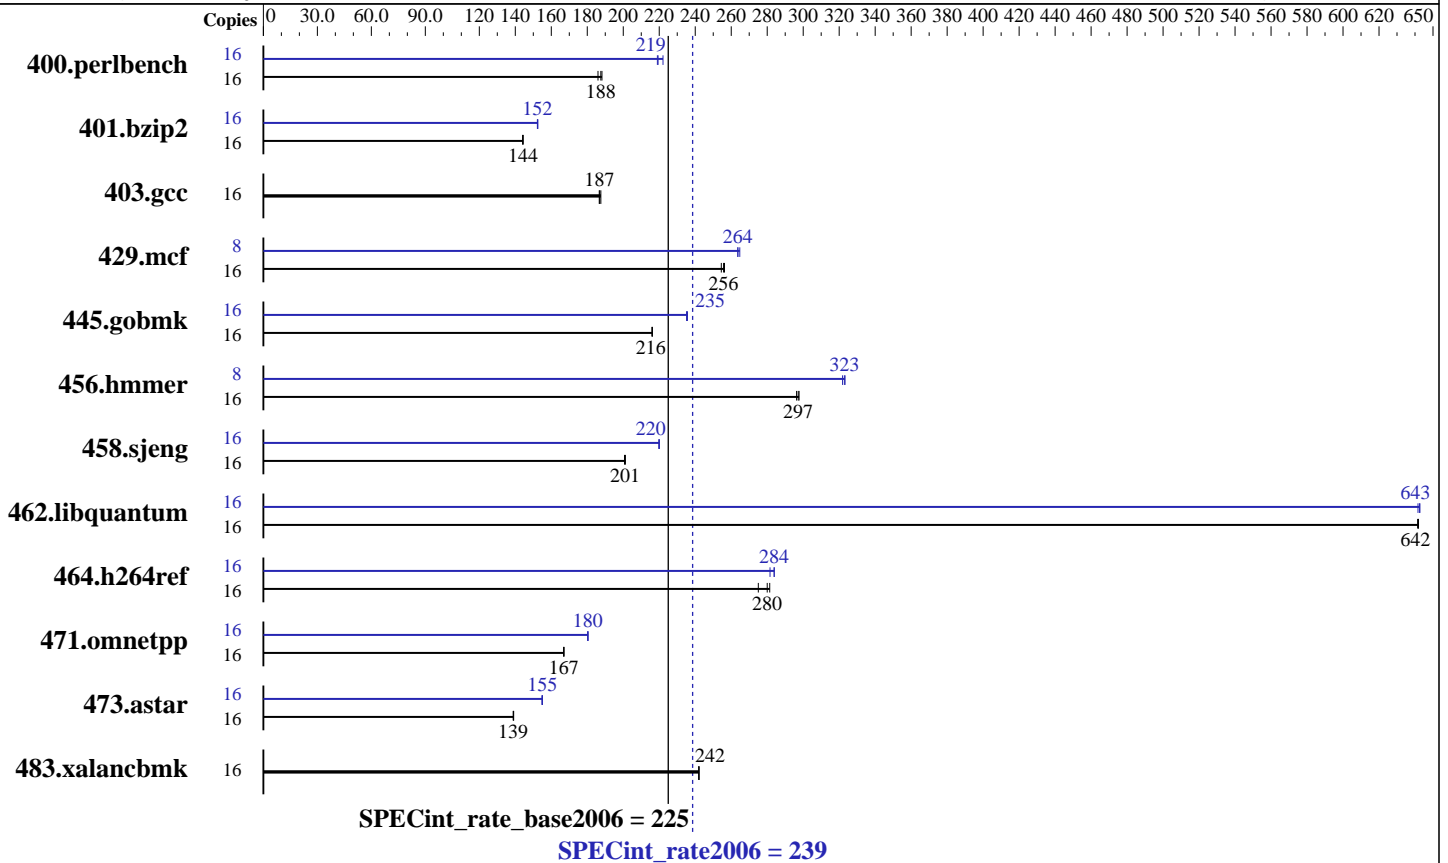 Copies 0 30.0 60.0 90.0 120 140 160 180 200 220 240 260 280 300 320 340 360 380 400 420 440 460 480 500 520 540 560 580 600 620 650
400.perlbench 16 219
16 188
401.bzip2 16 152
16 144
403.gcc 16 187
429.mcf 8 264
16 256
445.gobmk 16 235
16 216
456.hmmer 8 323
16 297
458.sjeng 16 220
16 201
462.libquantum 16 643
16 642
464.h264ref 16 284
16 280
471.omnetpp 16 180
16 167
473.astar 16 155
16 139
483.xalancbmk 16 242
SPECint_rate_base2006 = 225
SPECint_rate2006 = 239